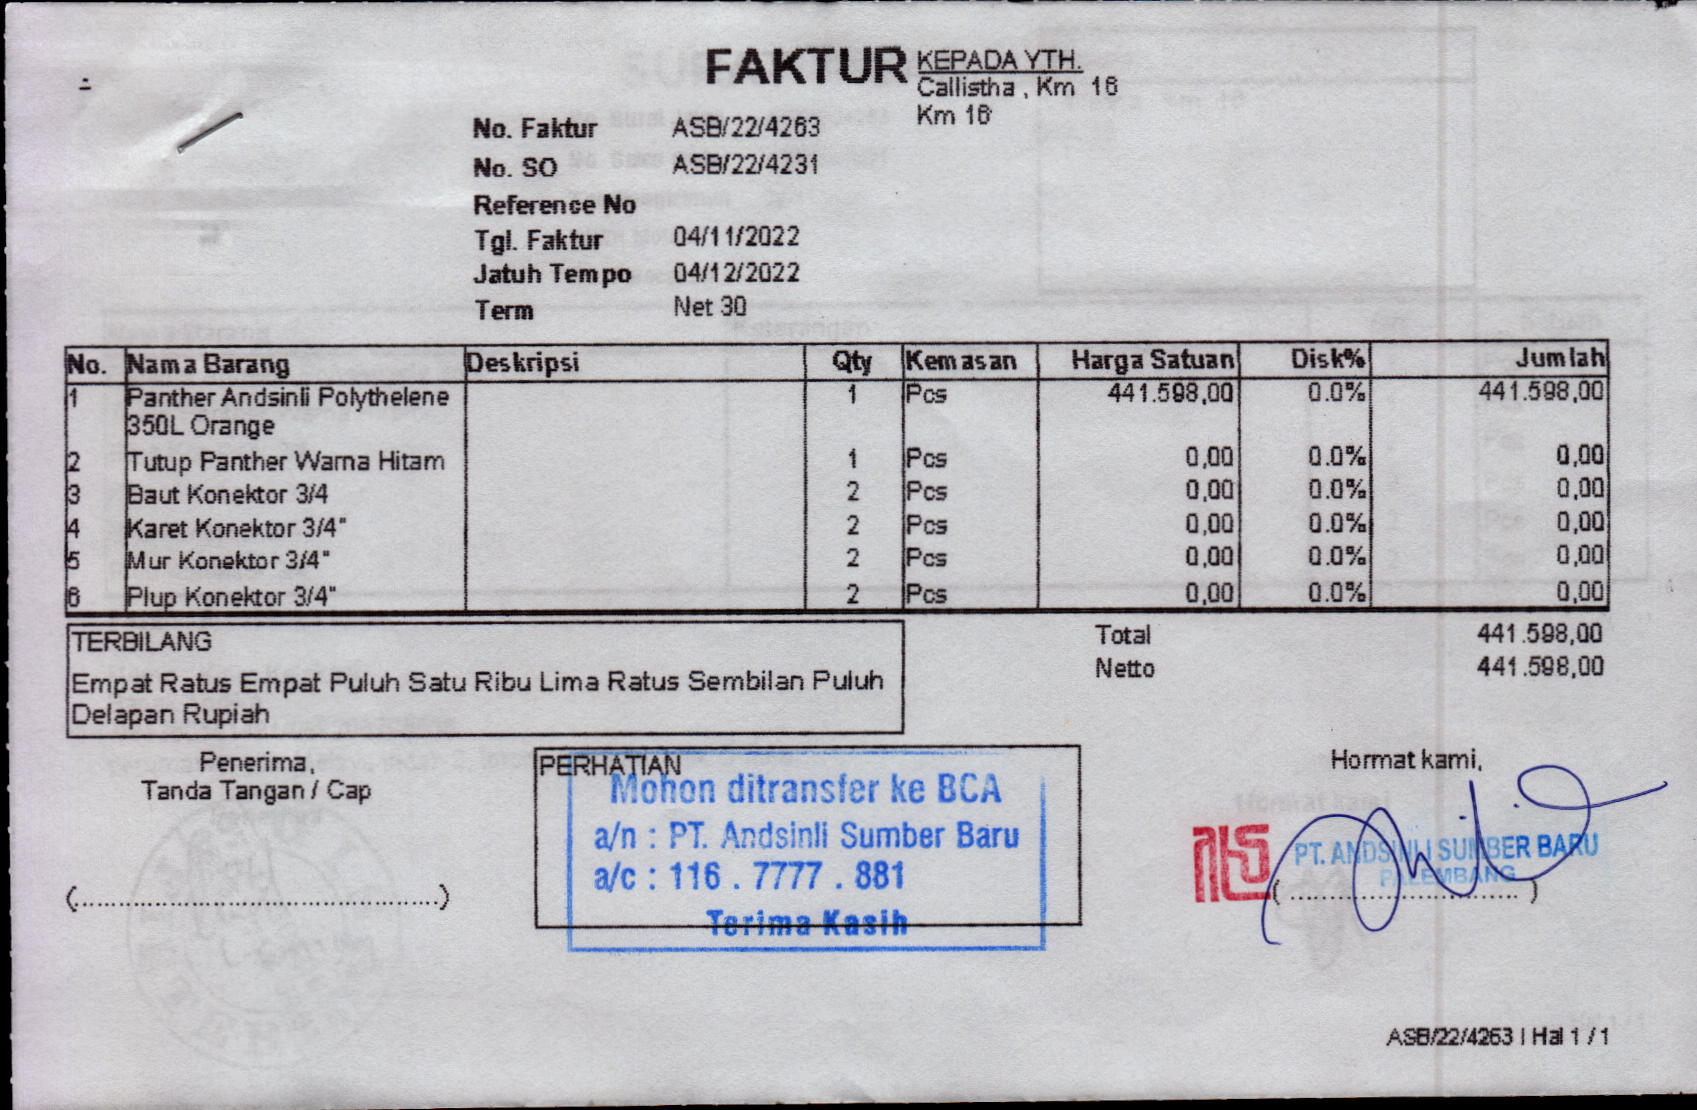 FAKTUR
KEPADA YTH.
Callistha , Km 16
Km 16
No. Faktur ASB/22/4263
No. SO ASB/22/4231
Reference No
Tgl. Faktur 04/11/2022
Jatuh Tempo 04/12/2022
Term Net 30
No. Nama Barang Deskripsi Qty Kemasan Harga Satuan Disk% Jumlah
1 Panther Andsinli Polythelene 1 Pcs 441.598,00 0.0% 441.598,00
350L Orange
2 Tutup Panther Warna Hitam 1 Pcs 0,00 0.0% 0,00
3 Baut Konektor 3/4 2 Pcs 0,00 0.0% 0,00
4 Karet Konektor 3/4" 2 Pcs 0,00 0.0% 0,00
5 Mur Konektor 3/4" 2 Pcs 0,00 0.0% 0,00
6 Plup Konektor 3/4" 2 Pcs 0,00 0.0% 0,00
TERBILANG
Empat Ratus Empat Puluh Satu Ribu Lima Ratus Sembilan Puluh
Delapan Rupiah
Total 441.598,00
Netto 441.598,00
Penerima,
Tanda Tangan / Cap
(....................................................)
PERHATIAN
Mohon ditransfer ke BCA
a/n : PT. Andsinli Sumber Baru
a/c : 116 . 7777 . 881
Terima Kasih
Hormat kami,
PT. ANDSINLI SUMBER BARU
PALEMBANG
(..................................)
ASB/22/4263 | Hal 1 / 1